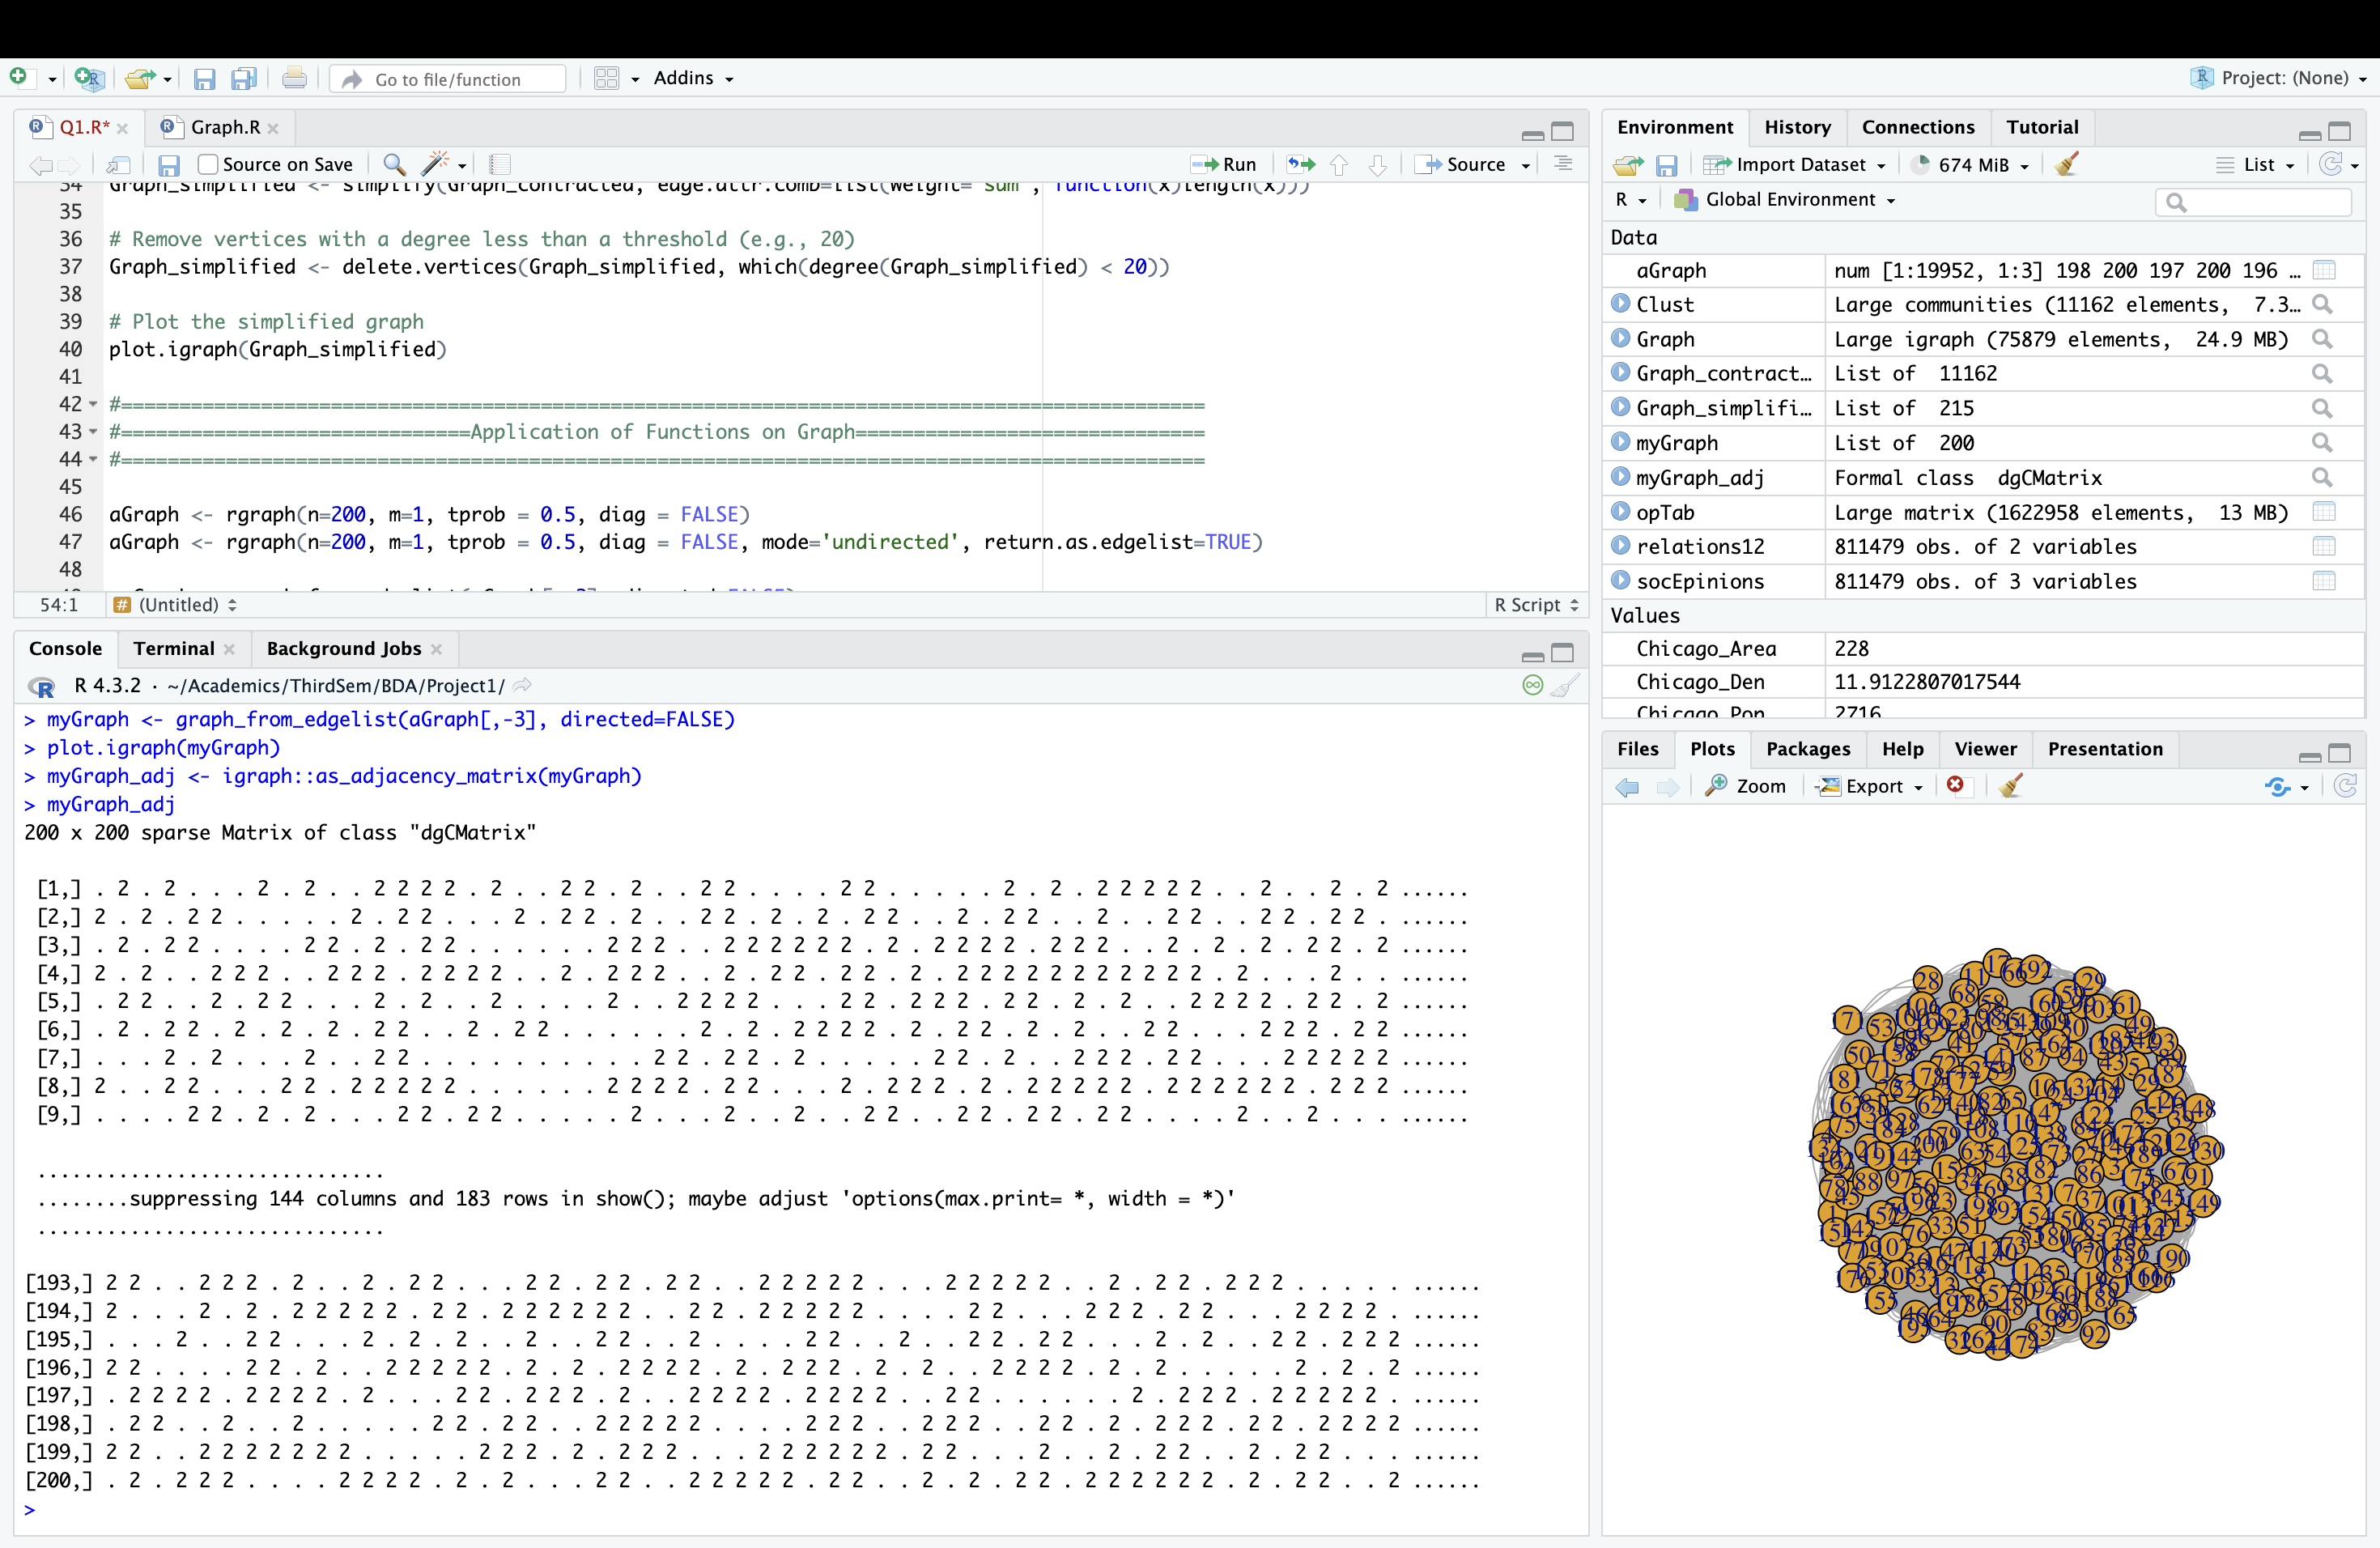 Go to file/function
Addins
Project: (None)
Q1.R*
Graph.R
Source on Save
Run
Source
34 Graph_simplified <- simplify(Graph_contracted, edge.attr.comb=list(weight="sum", function(x)length(x)))
35
36 # Remove vertices with a degree less than a threshold (e.g., 20)
37 Graph_simplified <- delete.vertices(Graph_simplified, which(degree(Graph_simplified) < 20))
38
39 # Plot the simplified graph
40 plot.igraph(Graph_simplified)
41
42 #=============================================================================================
43 #==============================Application of Functions on Graph==============================
44 #=============================================================================================
45
46 aGraph <- rgraph(n=200, m=1, tprob = 0.5, diag = FALSE)
47 aGraph <- rgraph(n=200, m=1, tprob = 0.5, diag = FALSE, mode='undirected', return.as.edgelist=TRUE)
48
54:1 (Untitled) R Script
Console Terminal Background Jobs
R 4.3.2 · ~/Academics/ThirdSem/BDA/Project1/
> myGraph <- graph_from_edgelist(aGraph[,-3], directed=FALSE)
> plot.igraph(myGraph)
> myGraph_adj <- igraph::as_adjacency_matrix(myGraph)
> myGraph_adj
200 x 200 sparse Matrix of class "dgCMatrix"
[1,] . 2 . 2 . . . 2 . 2 . . 2 2 2 2 . 2 . . 2 2 . 2 . . 2 2 . . . . 2 2 . . . . . 2 . 2 . 2 2 2 2 2 . . 2 . . 2 . 2 ......
[2,] 2 . 2 . 2 2 . . . . . 2 . 2 2 . . . 2 . 2 2 . 2 . . 2 2 . 2 . 2 . 2 2 . . 2 . 2 2 . . 2 . . 2 2 . . 2 2 . 2 2 . ......
[3,] . 2 . 2 2 . . . . 2 2 . 2 . 2 2 . . . . . . 2 2 2 . . 2 2 2 2 2 2 . 2 . 2 2 2 2 . 2 2 2 . . 2 . 2 . 2 . 2 2 . 2 ......
[4,] 2 . 2 . . 2 2 2 . . 2 2 2 . 2 2 2 2 . . 2 . 2 2 2 . . 2 . 2 2 . 2 2 . 2 . 2 2 2 2 2 2 2 2 2 2 2 . 2 . . . 2 . . ......
[5,] . 2 2 . . 2 . 2 2 . . . 2 . 2 . . 2 . . . . 2 . . 2 2 2 2 . . . 2 2 . 2 2 2 . 2 2 . 2 . 2 . . 2 2 2 2 . 2 2 . 2 ......
[6,] . 2 . 2 2 . 2 . 2 . 2 . 2 2 . . 2 . 2 2 . . . . . . 2 . 2 . 2 2 2 2 . 2 . 2 2 . 2 . 2 . . 2 2 . . . 2 2 2 . 2 2 ......
[7,] . . . 2 . 2 . . . 2 . . 2 2 . . . . . . . . . . 2 2 . 2 2 . 2 . . . . . 2 2 . 2 . . 2 2 2 . 2 2 . . . 2 2 2 2 2 ......
[8,] 2 . . 2 2 . . . 2 2 . 2 2 2 2 2 . . . . . . 2 2 2 2 . 2 2 . . . 2 . 2 2 2 . 2 . 2 2 2 2 2 . 2 2 2 2 2 2 . 2 2 2 ......
[9,] . . . . 2 2 . 2 . 2 . . . 2 2 . 2 2 . . . . . 2 . . . 2 . . 2 . . 2 2 . . 2 2 . 2 2 . 2 2 . . . . 2 . . 2 . . . ......
..............................
........suppressing 144 columns and 183 rows in show(); maybe adjust 'options(max.print= *, width = *)'
..............................
[193,] 2 2 . . 2 2 2 . 2 . . 2 . 2 2 . . . 2 2 . 2 2 . 2 2 . . 2 2 2 2 2 . . . 2 2 2 2 2 . . 2 . 2 2 . 2 2 2 . . . . . ......
[194,] 2 . . . 2 . 2 . 2 2 2 2 2 . 2 2 . 2 2 2 2 2 2 . . 2 2 . 2 2 2 2 2 . . . . 2 2 . . . 2 2 2 . 2 2 . . . 2 2 2 2 . ......
[195,] . . . 2 . . 2 2 . . . 2 . 2 . 2 . . 2 . . 2 2 . . 2 . . . . 2 2 . . 2 . . 2 2 . 2 2 . . . 2 . 2 . . 2 2 . 2 2 2 ......
[196,] 2 2 . . . . 2 2 . 2 . . 2 2 2 2 2 . 2 . 2 2 2 2 . 2 . 2 2 2 . 2 . 2 . . 2 2 2 2 . 2 . 2 . . . . . 2 . 2 . 2 ......
[197,] . 2 2 2 2 . 2 2 2 2 . 2 . . . 2 2 . 2 2 2 . 2 . . 2 2 2 2 . 2 2 2 2 . . 2 2 . . . . . . 2 . 2 2 2 . 2 2 2 2 2 . ......
[198,] . 2 2 . . 2 . . 2 . . . . . 2 2 . 2 2 . . 2 2 2 2 2 . . . . 2 2 2 . . 2 2 2 . . 2 2 . 2 . 2 2 2 . 2 2 . 2 2 2 2 ......
[199,] 2 2 . . 2 2 2 2 2 2 2 . . . . . 2 2 2 . 2 . 2 2 2 . . . 2 2 2 2 2 2 . 2 2 . . . 2 . . 2 . 2 2 . . 2 . 2 2 . . . ......
[200,] . 2 . 2 2 2 . . . . 2 2 2 2 . 2 . 2 . . . 2 2 . . 2 2 2 2 2 . 2 2 . . 2 . 2 . 2 2 . 2 2 2 2 2 2 . 2 . 2 2 . . 2 ......
>
Environment History Connections Tutorial
Import Dataset 674 MiB List
R Global Environment
Data
aGraph num [1:19952, 1:3] 198 200 197 200 196 …
Clust Large communities (11162 elements, 7.3…
Graph Large igraph (75879 elements, 24.9 MB)
Graph_contract… List of 11162
Graph_simplifi… List of 215
myGraph List of 200
myGraph_adj Formal class dgCMatrix
opTab Large matrix (1622958 elements, 13 MB)
relations12 811479 obs. of 2 variables
socEpinions 811479 obs. of 3 variables
Values
Chicago_Area 228
Chicago_Den 11.9122807017544
Chicago_Pop 2716
Files Plots Packages Help Viewer Presentation
Zoom Export